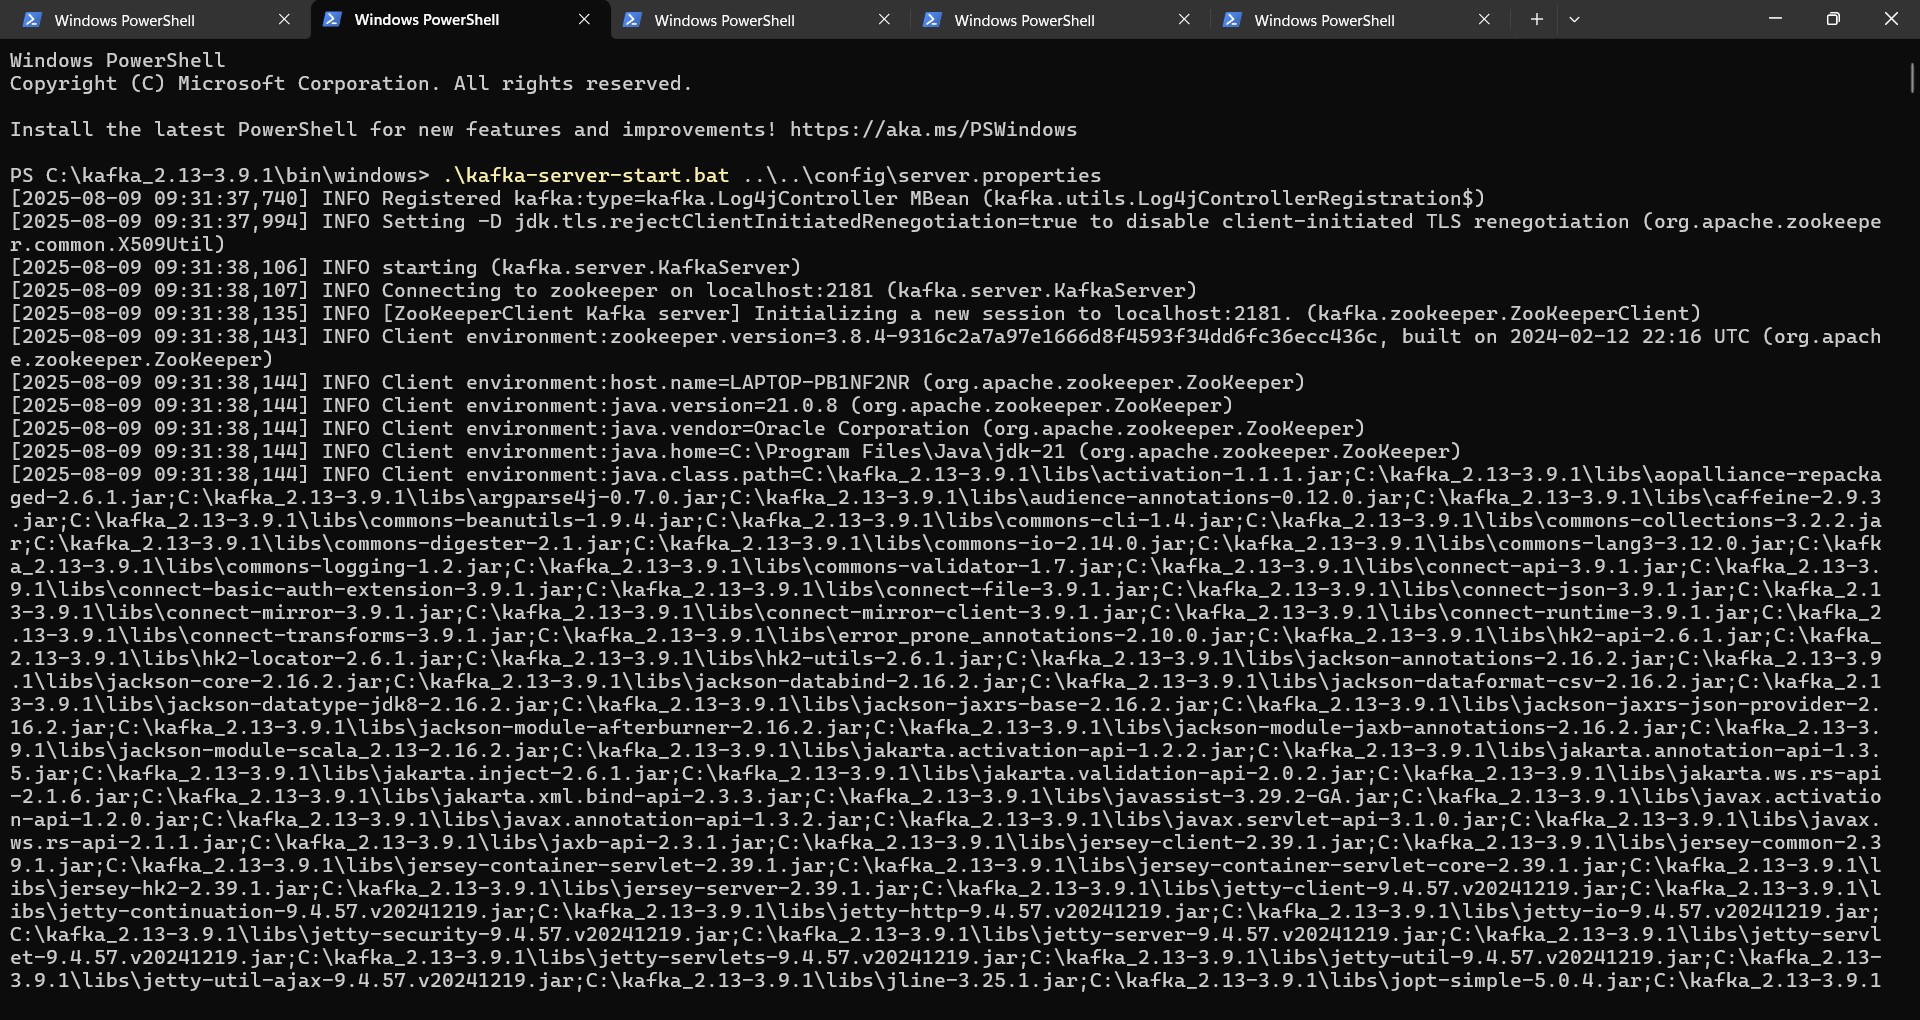 Windows PowerShell
Windows PowerShell
Windows PowerShell
Windows PowerShell
Windows PowerShell
Windows PowerShell
Copyright (C) Microsoft Corporation. All rights reserved.
Install the latest PowerShell for new features and improvements! https://aka.ms/PSWindows
PS C:\kafka_2.13-3.9.1\bin\windows> .\kafka-server-start.bat ..\..\config\server.properties
[2025-08-09 09:31:37,740] INFO Registered kafka:type=kafka.Log4jController MBean (kafka.utils.Log4jControllerRegistration$)
[2025-08-09 09:31:37,994] INFO Setting -D jdk.tls.rejectClientInitiatedRenegotiation=true to disable client-initiated TLS renegotiation (org.apache.zookeepe
r.common.X509Util)
[2025-08-09 09:31:38,106] INFO starting (kafka.server.KafkaServer)
[2025-08-09 09:31:38,107] INFO Connecting to zookeeper on localhost:2181 (kafka.server.KafkaServer)
[2025-08-09 09:31:38,135] INFO [ZooKeeperClient Kafka server] Initializing a new session to localhost:2181. (kafka.zookeeper.ZooKeeperClient)
[2025-08-09 09:31:38,143] INFO Client environment:zookeeper.version=3.8.4-9316c2a7a97e1666d8f4593f34dd6fc36ecc436c, built on 2024-02-12 22:16 UTC (org.apach
e.zookeeper.ZooKeeper)
[2025-08-09 09:31:38,144] INFO Client environment:host.name=LAPTOP-PB1NF2NR (org.apache.zookeeper.ZooKeeper)
[2025-08-09 09:31:38,144] INFO Client environment:java.version=21.0.8 (org.apache.zookeeper.ZooKeeper)
[2025-08-09 09:31:38,144] INFO Client environment:java.vendor=Oracle Corporation (org.apache.zookeeper.ZooKeeper)
[2025-08-09 09:31:38,144] INFO Client environment:java.home=C:\Program Files\Java\jdk-21 (org.apache.zookeeper.ZooKeeper)
[2025-08-09 09:31:38,144] INFO Client environment:java.class.path=C:\kafka_2.13-3.9.1\libs\activation-1.1.1.jar;C:\kafka_2.13-3.9.1\libs\aopalliance-repacka
ged-2.6.1.jar;C:\kafka_2.13-3.9.1\libs\argparse4j-0.7.0.jar;C:\kafka_2.13-3.9.1\libs\audience-annotations-0.12.0.jar;C:\kafka_2.13-3.9.1\libs\caffeine-2.9.3
.jar;C:\kafka_2.13-3.9.1\libs\commons-beanutils-1.9.4.jar;C:\kafka_2.13-3.9.1\libs\commons-cli-1.4.jar;C:\kafka_2.13-3.9.1\libs\commons-collections-3.2.2.ja
r;C:\kafka_2.13-3.9.1\libs\commons-digester-2.1.jar;C:\kafka_2.13-3.9.1\libs\commons-io-2.14.0.jar;C:\kafka_2.13-3.9.1\libs\commons-lang3-3.12.0.jar;C:\kafk
a_2.13-3.9.1\libs\commons-logging-1.2.jar;C:\kafka_2.13-3.9.1\libs\commons-validator-1.7.jar;C:\kafka_2.13-3.9.1\libs\connect-api-3.9.1.jar;C:\kafka_2.13-3.
9.1\libs\connect-basic-auth-extension-3.9.1.jar;C:\kafka_2.13-3.9.1\libs\connect-file-3.9.1.jar;C:\kafka_2.13-3.9.1\libs\connect-json-3.9.1.jar;C:\kafka_2.1
3-3.9.1\libs\connect-mirror-3.9.1.jar;C:\kafka_2.13-3.9.1\libs\connect-mirror-client-3.9.1.jar;C:\kafka_2.13-3.9.1\libs\connect-runtime-3.9.1.jar;C:\kafka_2
.13-3.9.1\libs\connect-transforms-3.9.1.jar;C:\kafka_2.13-3.9.1\libs\error_prone_annotations-2.10.0.jar;C:\kafka_2.13-3.9.1\libs\hk2-api-2.6.1.jar;C:\kafka_
2.13-3.9.1\libs\hk2-locator-2.6.1.jar;C:\kafka_2.13-3.9.1\libs\hk2-utils-2.6.1.jar;C:\kafka_2.13-3.9.1\libs\jackson-annotations-2.16.2.jar;C:\kafka_2.13-3.9
.1\libs\jackson-core-2.16.2.jar;C:\kafka_2.13-3.9.1\libs\jackson-databind-2.16.2.jar;C:\kafka_2.13-3.9.1\libs\jackson-dataformat-csv-2.16.2.jar;C:\kafka_2.1
3-3.9.1\libs\jackson-datatype-jdk8-2.16.2.jar;C:\kafka_2.13-3.9.1\libs\jackson-jaxrs-base-2.16.2.jar;C:\kafka_2.13-3.9.1\libs\jackson-jaxrs-json-provider-2.
16.2.jar;C:\kafka_2.13-3.9.1\libs\jackson-module-afterburner-2.16.2.jar;C:\kafka_2.13-3.9.1\libs\jackson-module-jaxb-annotations-2.16.2.jar;C:\kafka_2.13-3.
9.1\libs\jackson-module-scala_2.13-2.16.2.jar;C:\kafka_2.13-3.9.1\libs\jakarta.activation-api-1.2.2.jar;C:\kafka_2.13-3.9.1\libs\jakarta.annotation-api-1.3.
5.jar;C:\kafka_2.13-3.9.1\libs\jakarta.inject-2.6.1.jar;C:\kafka_2.13-3.9.1\libs\jakarta.validation-api-2.0.2.jar;C:\kafka_2.13-3.9.1\libs\jakarta.ws.rs-api
-2.1.6.jar;C:\kafka_2.13-3.9.1\libs\jakarta.xml.bind-api-2.3.3.jar;C:\kafka_2.13-3.9.1\libs\javassist-3.29.2-GA.jar;C:\kafka_2.13-3.9.1\libs\javax.activatio
n-api-1.2.0.jar;C:\kafka_2.13-3.9.1\libs\javax.annotation-api-1.3.2.jar;C:\kafka_2.13-3.9.1\libs\javax.servlet-api-3.1.0.jar;C:\kafka_2.13-3.9.1\libs\javax.
ws.rs-api-2.1.1.jar;C:\kafka_2.13-3.9.1\libs\jaxb-api-2.3.1.jar;C:\kafka_2.13-3.9.1\libs\jersey-client-2.39.1.jar;C:\kafka_2.13-3.9.1\libs\jersey-common-2.3
9.1.jar;C:\kafka_2.13-3.9.1\libs\jersey-container-servlet-2.39.1.jar;C:\kafka_2.13-3.9.1\libs\jersey-container-servlet-core-2.39.1.jar;C:\kafka_2.13-3.9.1\l
ibs\jersey-hk2-2.39.1.jar;C:\kafka_2.13-3.9.1\libs\jersey-server-2.39.1.jar;C:\kafka_2.13-3.9.1\libs\jetty-client-9.4.57.v20241219.jar;C:\kafka_2.13-3.9.1\l
ibs\jetty-continuation-9.4.57.v20241219.jar;C:\kafka_2.13-3.9.1\libs\jetty-http-9.4.57.v20241219.jar;C:\kafka_2.13-3.9.1\libs\jetty-io-9.4.57.v20241219.jar;
C:\kafka_2.13-3.9.1\libs\jetty-security-9.4.57.v20241219.jar;C:\kafka_2.13-3.9.1\libs\jetty-server-9.4.57.v20241219.jar;C:\kafka_2.13-3.9.1\libs\jetty-servl
et-9.4.57.v20241219.jar;C:\kafka_2.13-3.9.1\libs\jetty-servlets-9.4.57.v20241219.jar;C:\kafka_2.13-3.9.1\libs\jetty-util-9.4.57.v20241219.jar;C:\kafka_2.13-
3.9.1\libs\jetty-util-ajax-9.4.57.v20241219.jar;C:\kafka_2.13-3.9.1\libs\jline-3.25.1.jar;C:\kafka_2.13-3.9.1\libs\jopt-simple-5.0.4.jar;C:\kafka_2.13-3.9.1